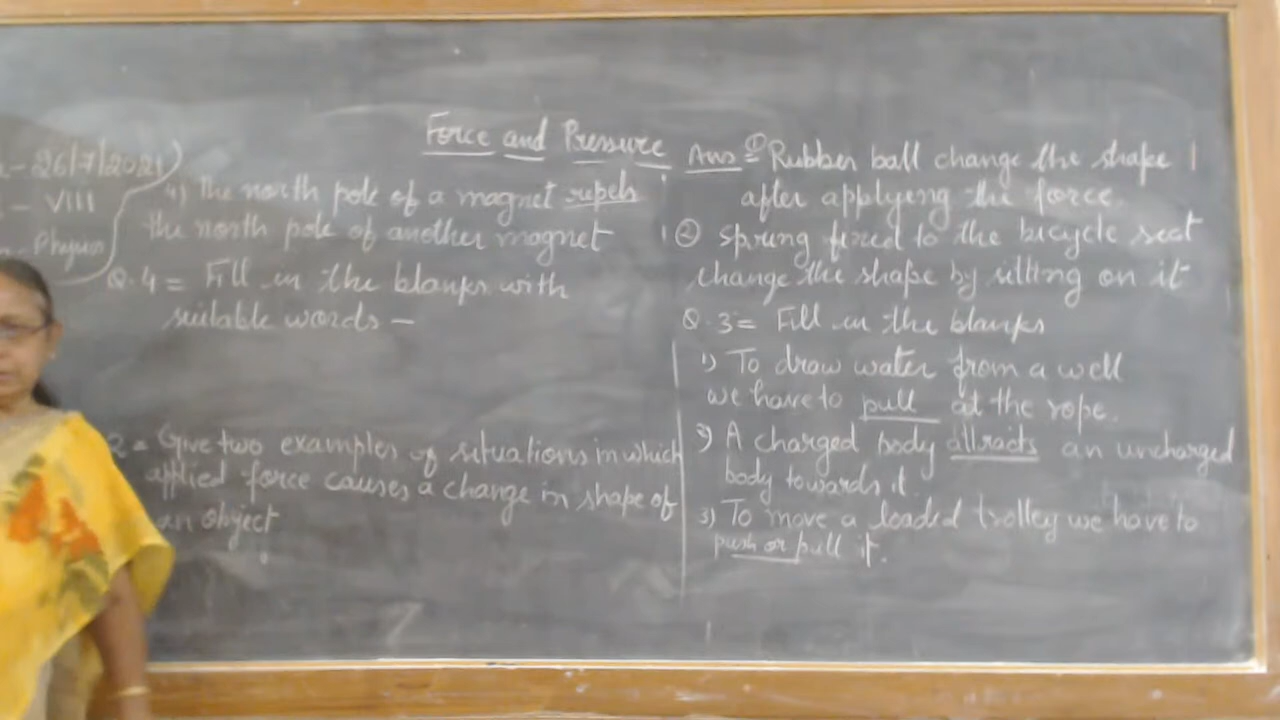 Force and Pressure
- 26/7/2021
- VIII
- Physics
4) the north pole of a magnet repels
the north pole of another magnet
Q.4 = Fill in the blanks with
suitable words -
2 = Give two examples of situations in which
applied force causes a change in shape of
an object
Ans ① Rubber ball change the shape
after applyeng the force.
② spring fixed to the bicycle seat
change the shape by sitting on it
Q.3 = Fill in the blanks
1) To draw water from a well
we have to pull at the rope.
2) A charged body attracts an uncharged
body towards it.
3) To move a loaded trolley we have to
push or pull it.